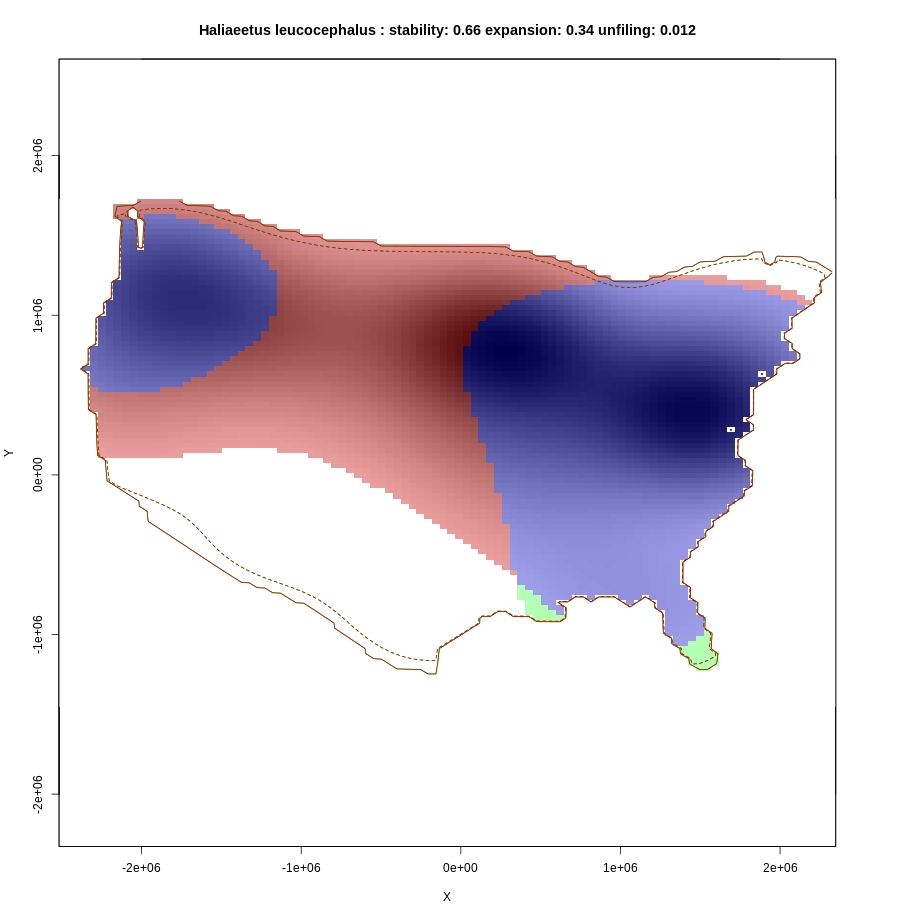 Haliaeetus leucocephalus : stability: 0.66 expansion: 0.34 unfiling: 0.012
2e+06
1e+06
0e+00
-1e+06
-2e+06
Y
-2e+06 -1e+06 0e+00 1e+06 2e+06
X